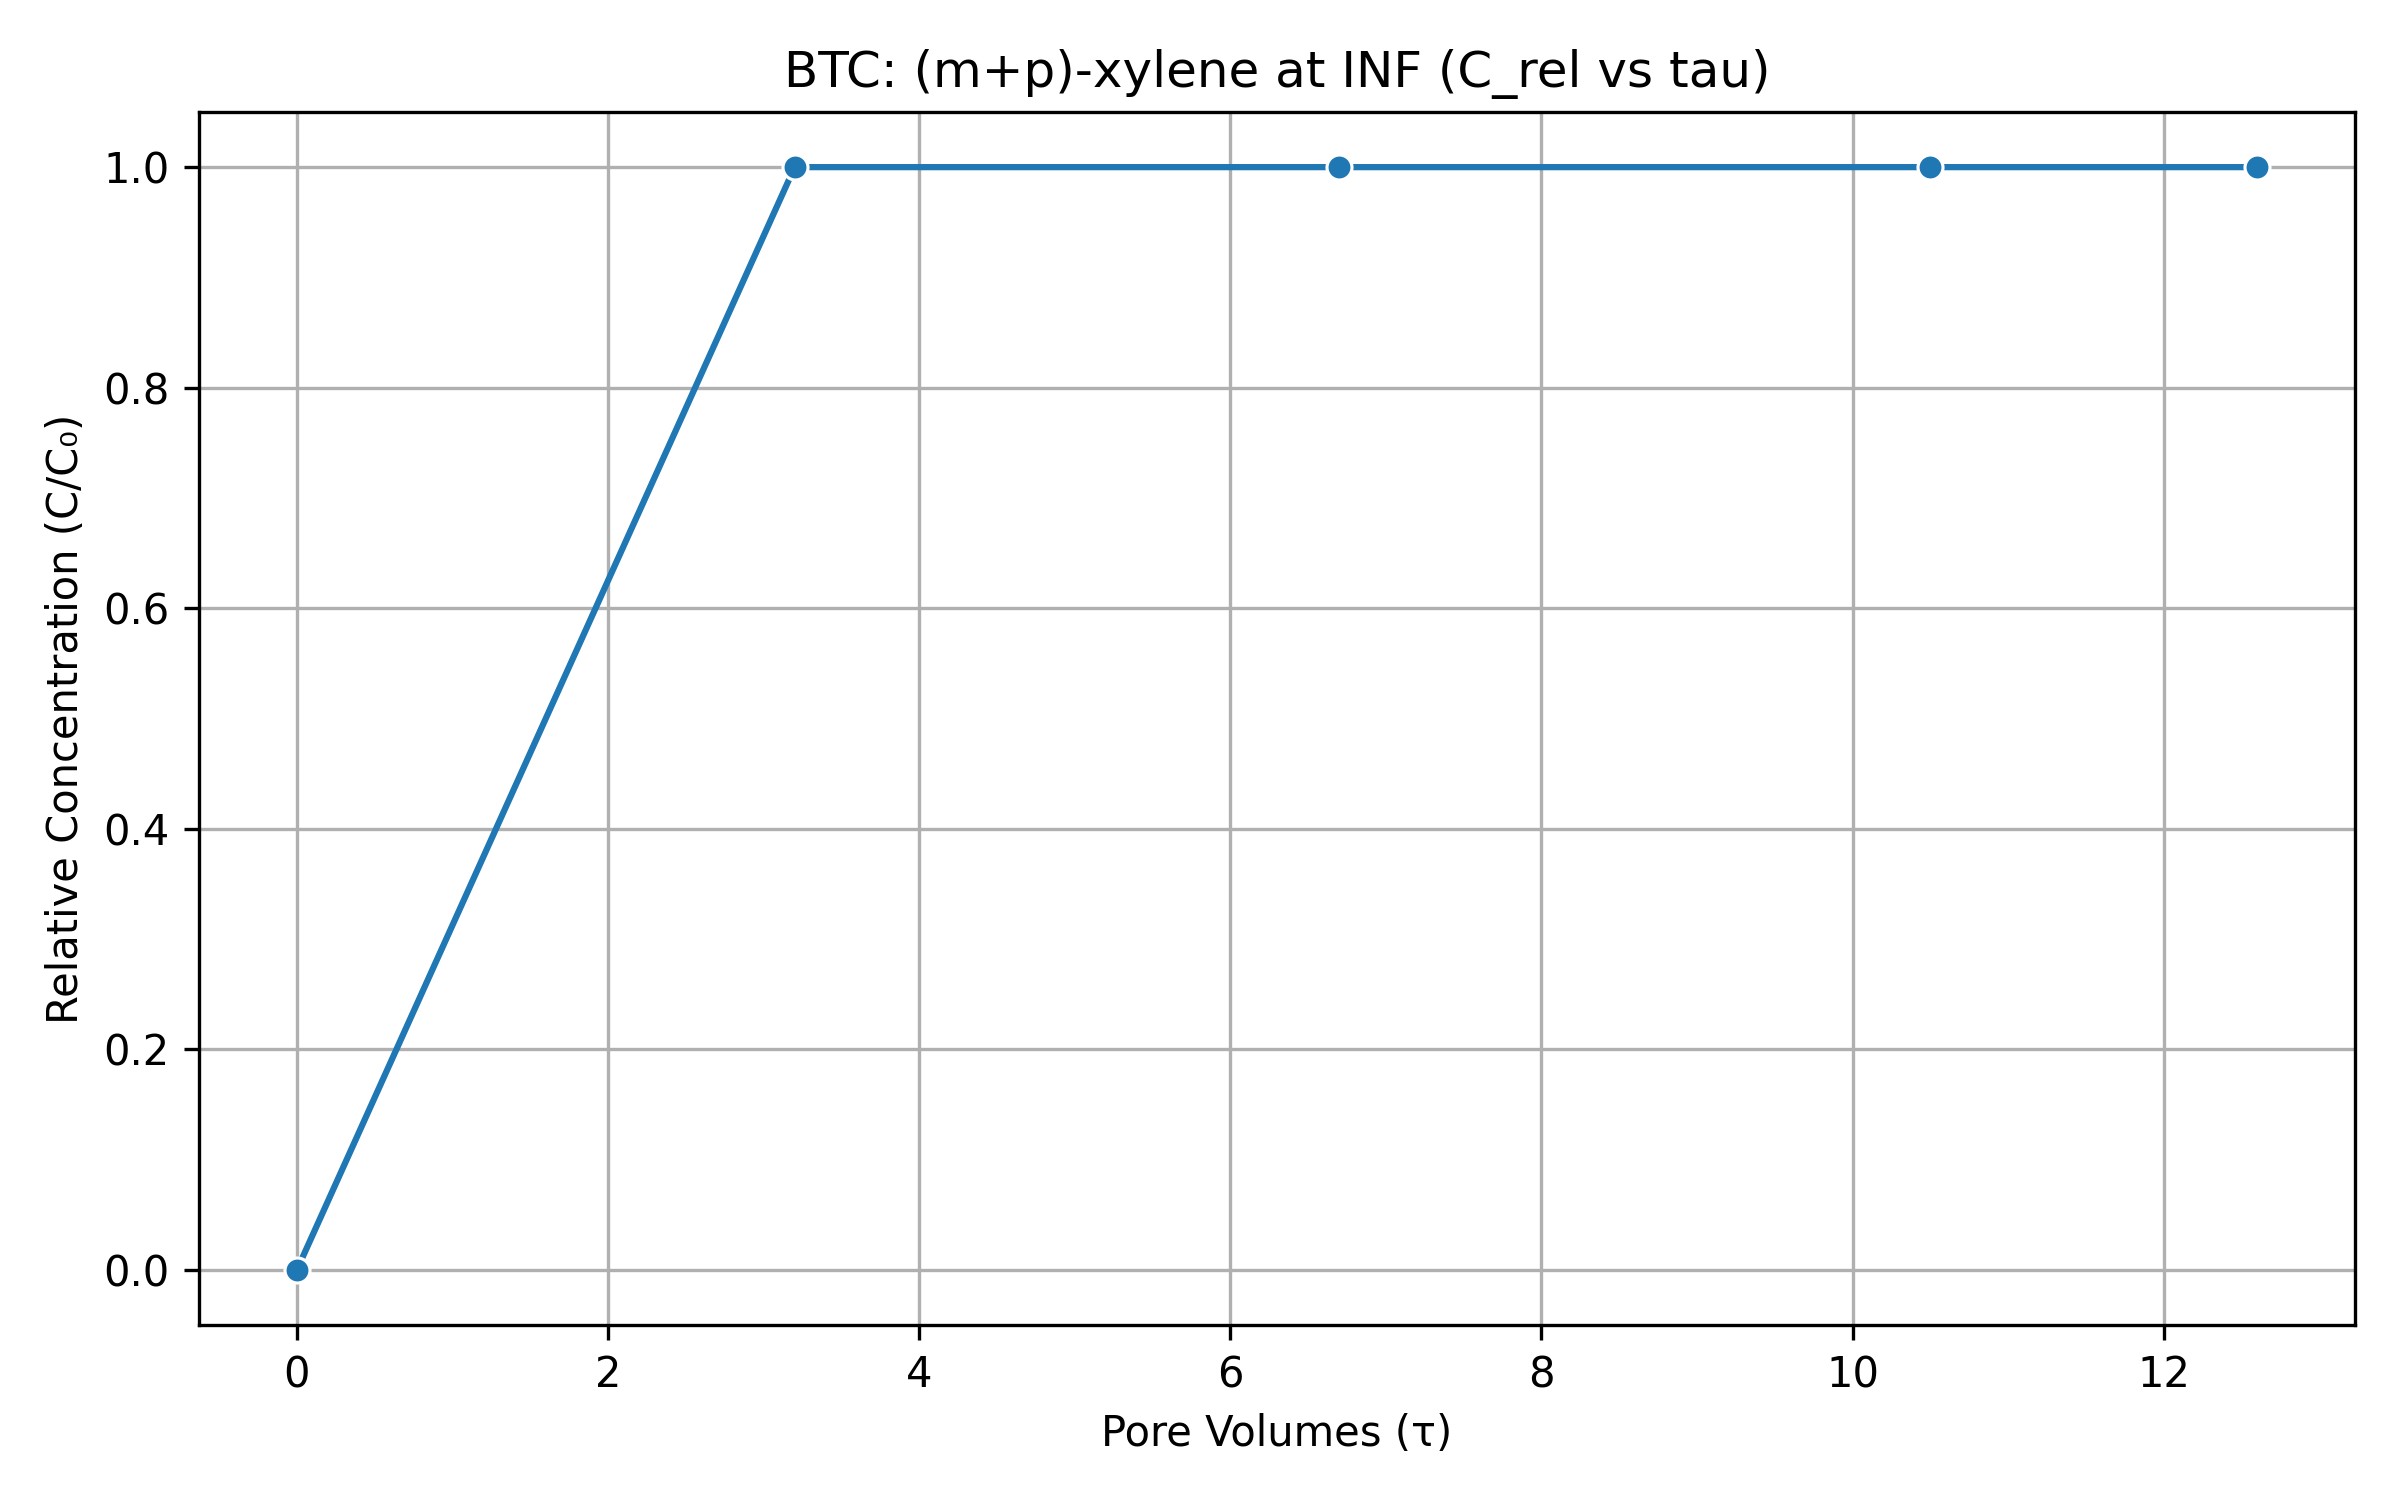 BTC: (m+p)-xylene at INF (C_rel vs tau)
Relative Concentration (C/C₀)
1.0
0.8
0.6
0.4
0.2
0.0
0 2 4 6 8 10 12
Pore Volumes (τ)